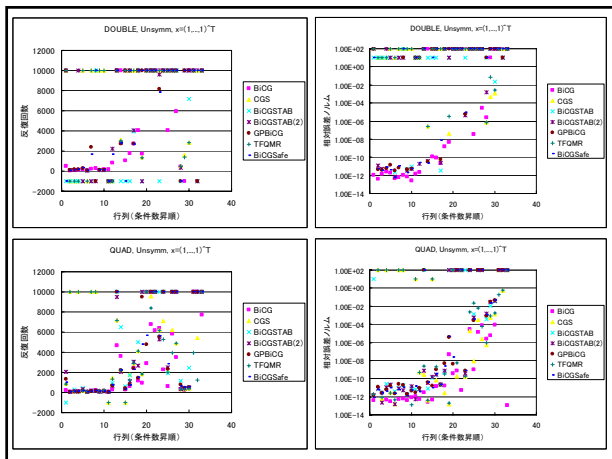 DOUBLE, Unsymm, x=(1,...,1)^T
12000
10000
8000
6000
4000
2000
0
-2000
反復回数
0
10
20
30
40
行列(条件数昇順)
BiCG
CGS
BiCGSTAB
BiCGSTAB(2)
GPBiCG
TFQMR
BiCGSafe
DOUBLE, Unsymm, x=(1,...,1)^T
1.00E+02
1.00E+00
1.00E-02
1.00E-04
1.00E-06
1.00E-08
1.00E-10
1.00E-12
1.00E-14
相対誤差ノルム
0
10
20
30
40
行列(条件数昇順)
BiCG
CGS
BiCGSTAB
BiCGSTAB(2)
GPBiCG
TFQMR
BiCGSafe
QUAD, Unsymm, x=(1,...,1)^T
12000
10000
8000
6000
4000
2000
0
-2000
反復回数
0
10
20
30
40
行列(条件数昇順)
BiCG
CGS
BiCGSTAB
BiCGSTAB(2)
GPBiCG
TFQMR
BiCGSafe
QUAD, Unsymm, x=(1,...,1)^T
1.00E+02
1.00E+00
1.00E-02
1.00E-04
1.00E-06
1.00E-08
1.00E-10
1.00E-12
1.00E-14
相対誤差ノルム
0
10
20
30
40
行列(条件数昇順)
BiCG
CGS
BiCGSTAB
BiCGSTAB(2)
GPBiCG
TFQMR
BiCGSafe